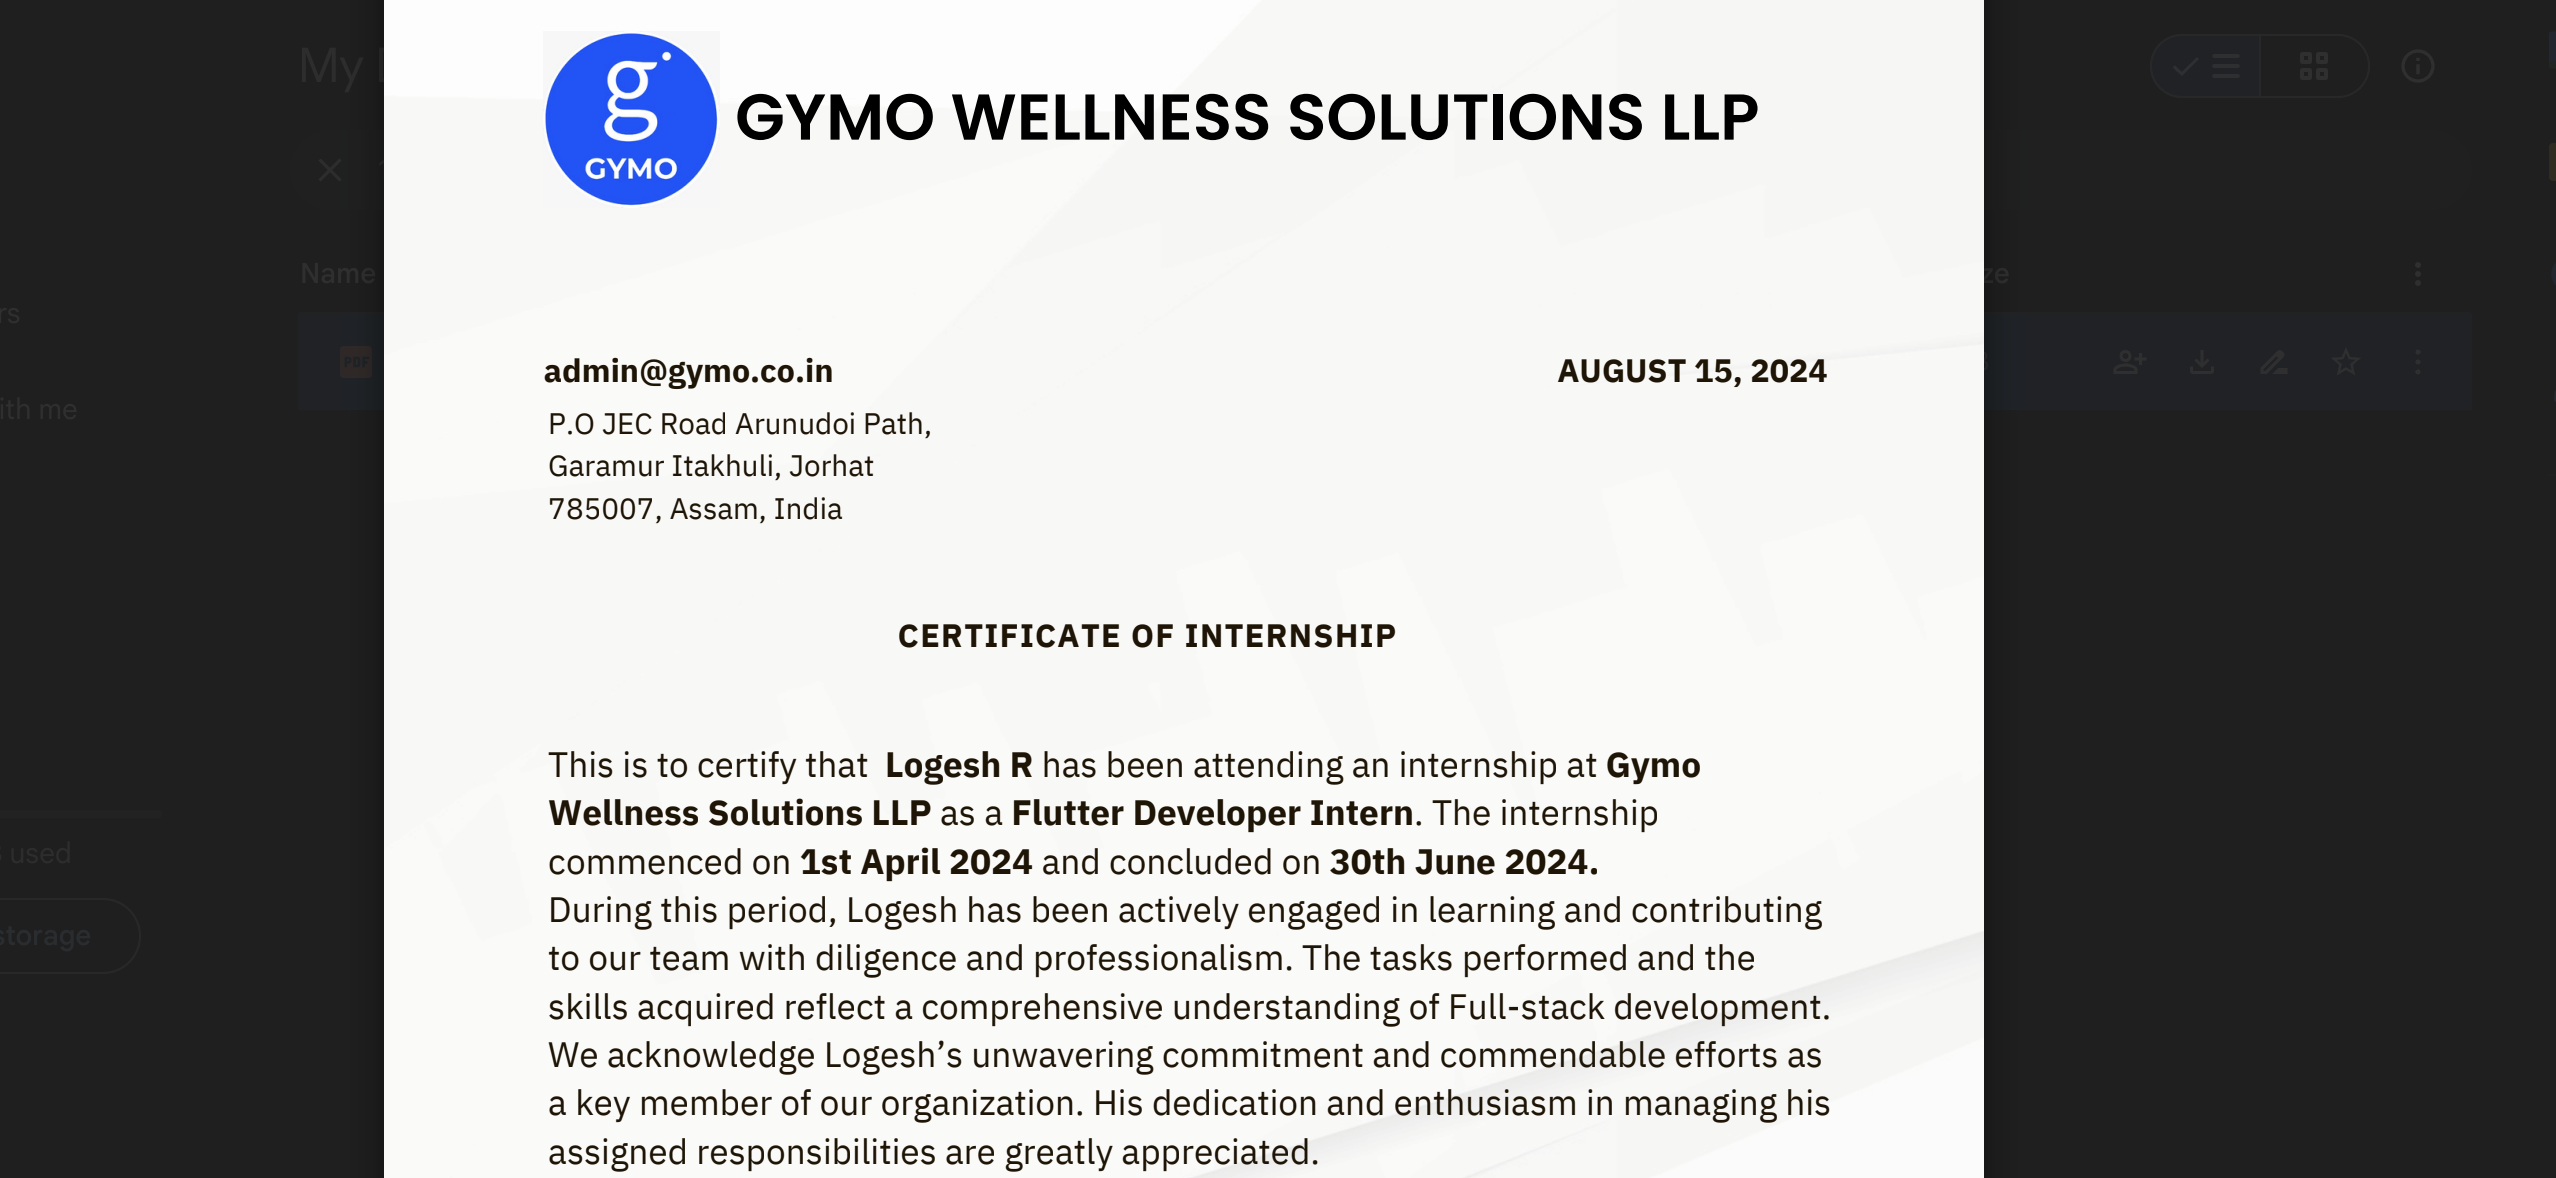 My
g
GYMO
GYMO WELLNESS SOLUTIONS LLP
Name
ze
rs
PDF
admin@gymo.co.in
AUGUST 15, 2024
ith me
P.O JEC Road Arunudoi Path,
Garamur Itakhuli, Jorhat
785007, Assam, India
CERTIFICATE OF INTERNSHIP
This is to certify that Logesh R has been attending an internship at Gymo
Wellness Solutions LLP as a Flutter Developer Intern. The internship
commenced on 1st April 2024 and concluded on 30th June 2024.
During this period, Logesh has been actively engaged in learning and contributing
to our team with diligence and professionalism. The tasks performed and the
skills acquired reflect a comprehensive understanding of Full-stack development.
We acknowledge Logesh’s unwavering commitment and commendable efforts as
a key member of our organization. His dedication and enthusiasm in managing his
assigned responsibilities are greatly appreciated.
used
storage